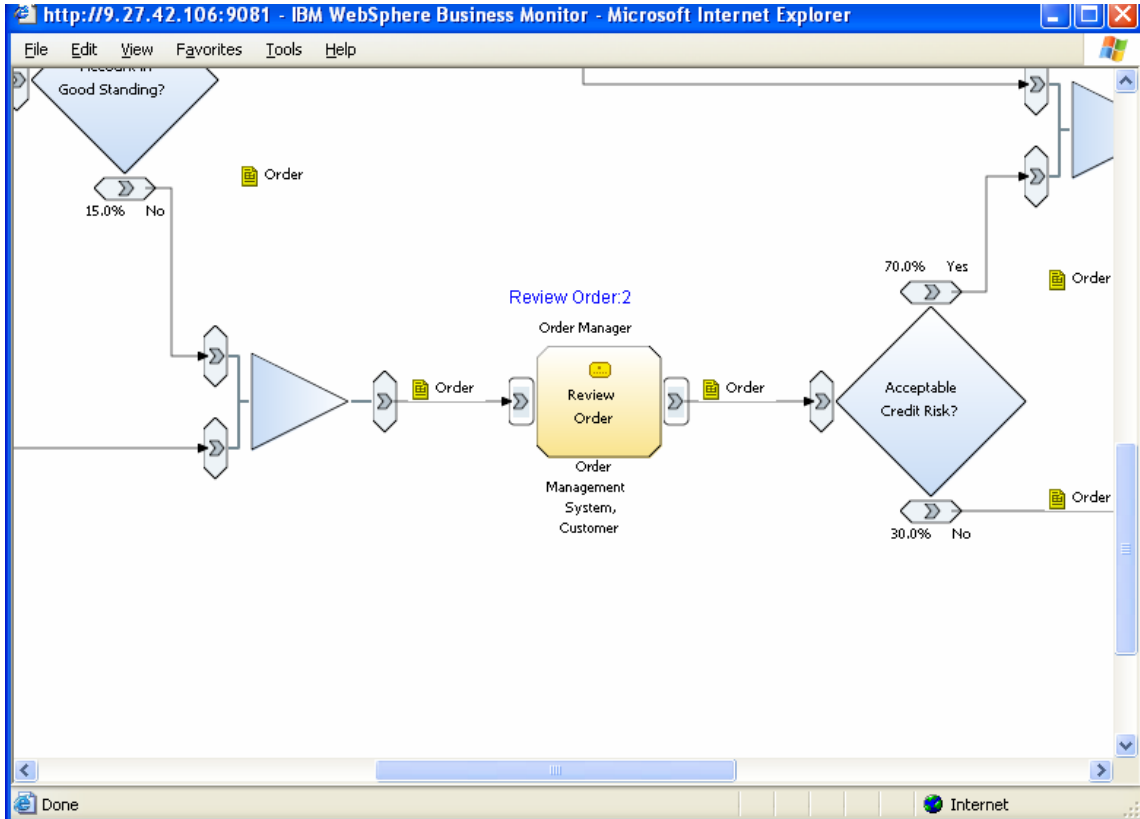 http://9.27.42.106:9081 - IBM WebSphere Business Monitor - Microsoft Internet Explorer
File Edit View Favorites Tools Help
Account in
Good Standing?
Order
15.0% No
70.0% Yes
Order
Review Order:2
Order Manager
Order
Review
Order
Order
Acceptable
Credit Risk?
Order
Management
System,
Customer
Order
30.0% No
Done
Internet